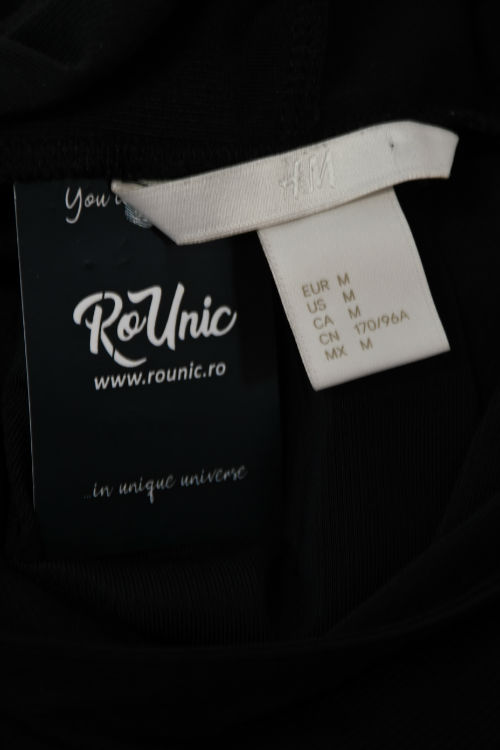 You
RoUnic
www.rounic.ro
...in unique universe
H&M
EUR M
US M
CA M
CN 170/96A
MX M